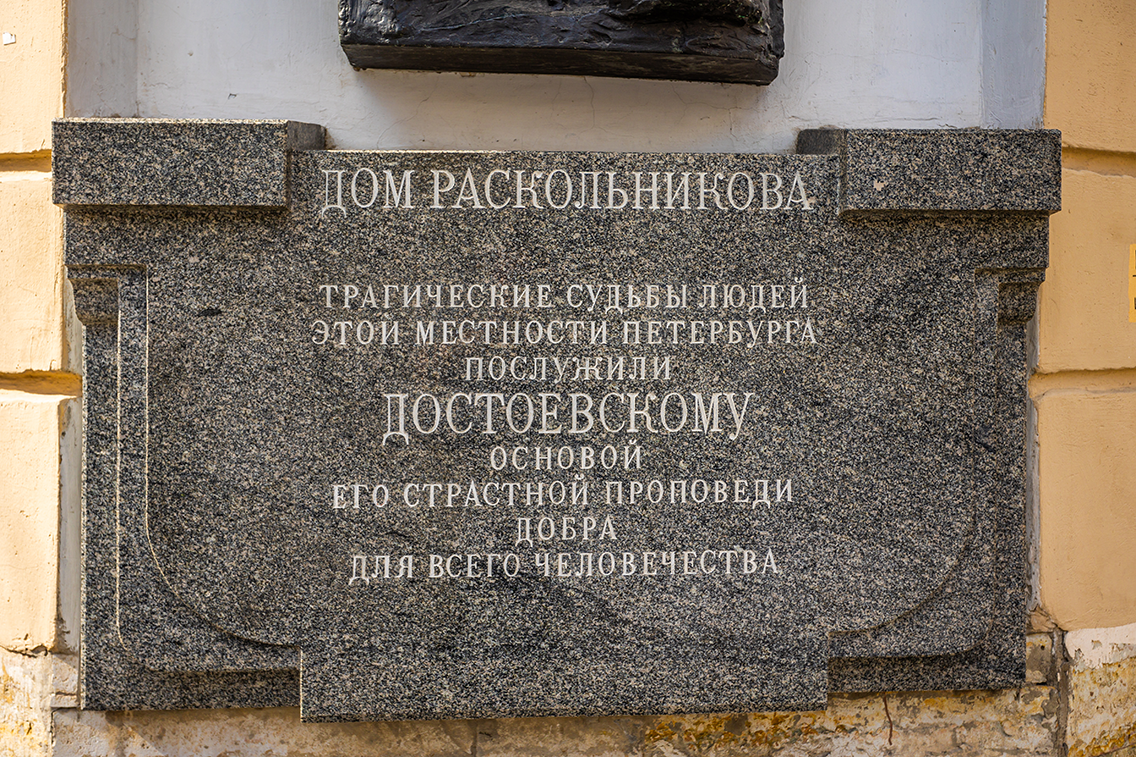 ДОМ РАСКОЛЬНИКОВА
ТРАГИЧЕСКИЕ СУДЬБЫ ЛЮДЕЙ
ЭТОЙ МЕСТНОСТИ ПЕТЕРБУРГА
ПОСЛУЖИЛИ
ДОСТОЕВСКОМУ
ОСНОВОЙ
ЕГО СТРАСТНОЙ ПРОПОВЕДИ
ДОБРА
ДЛЯ ВСЕГО ЧЕЛОВЕЧЕСТВА